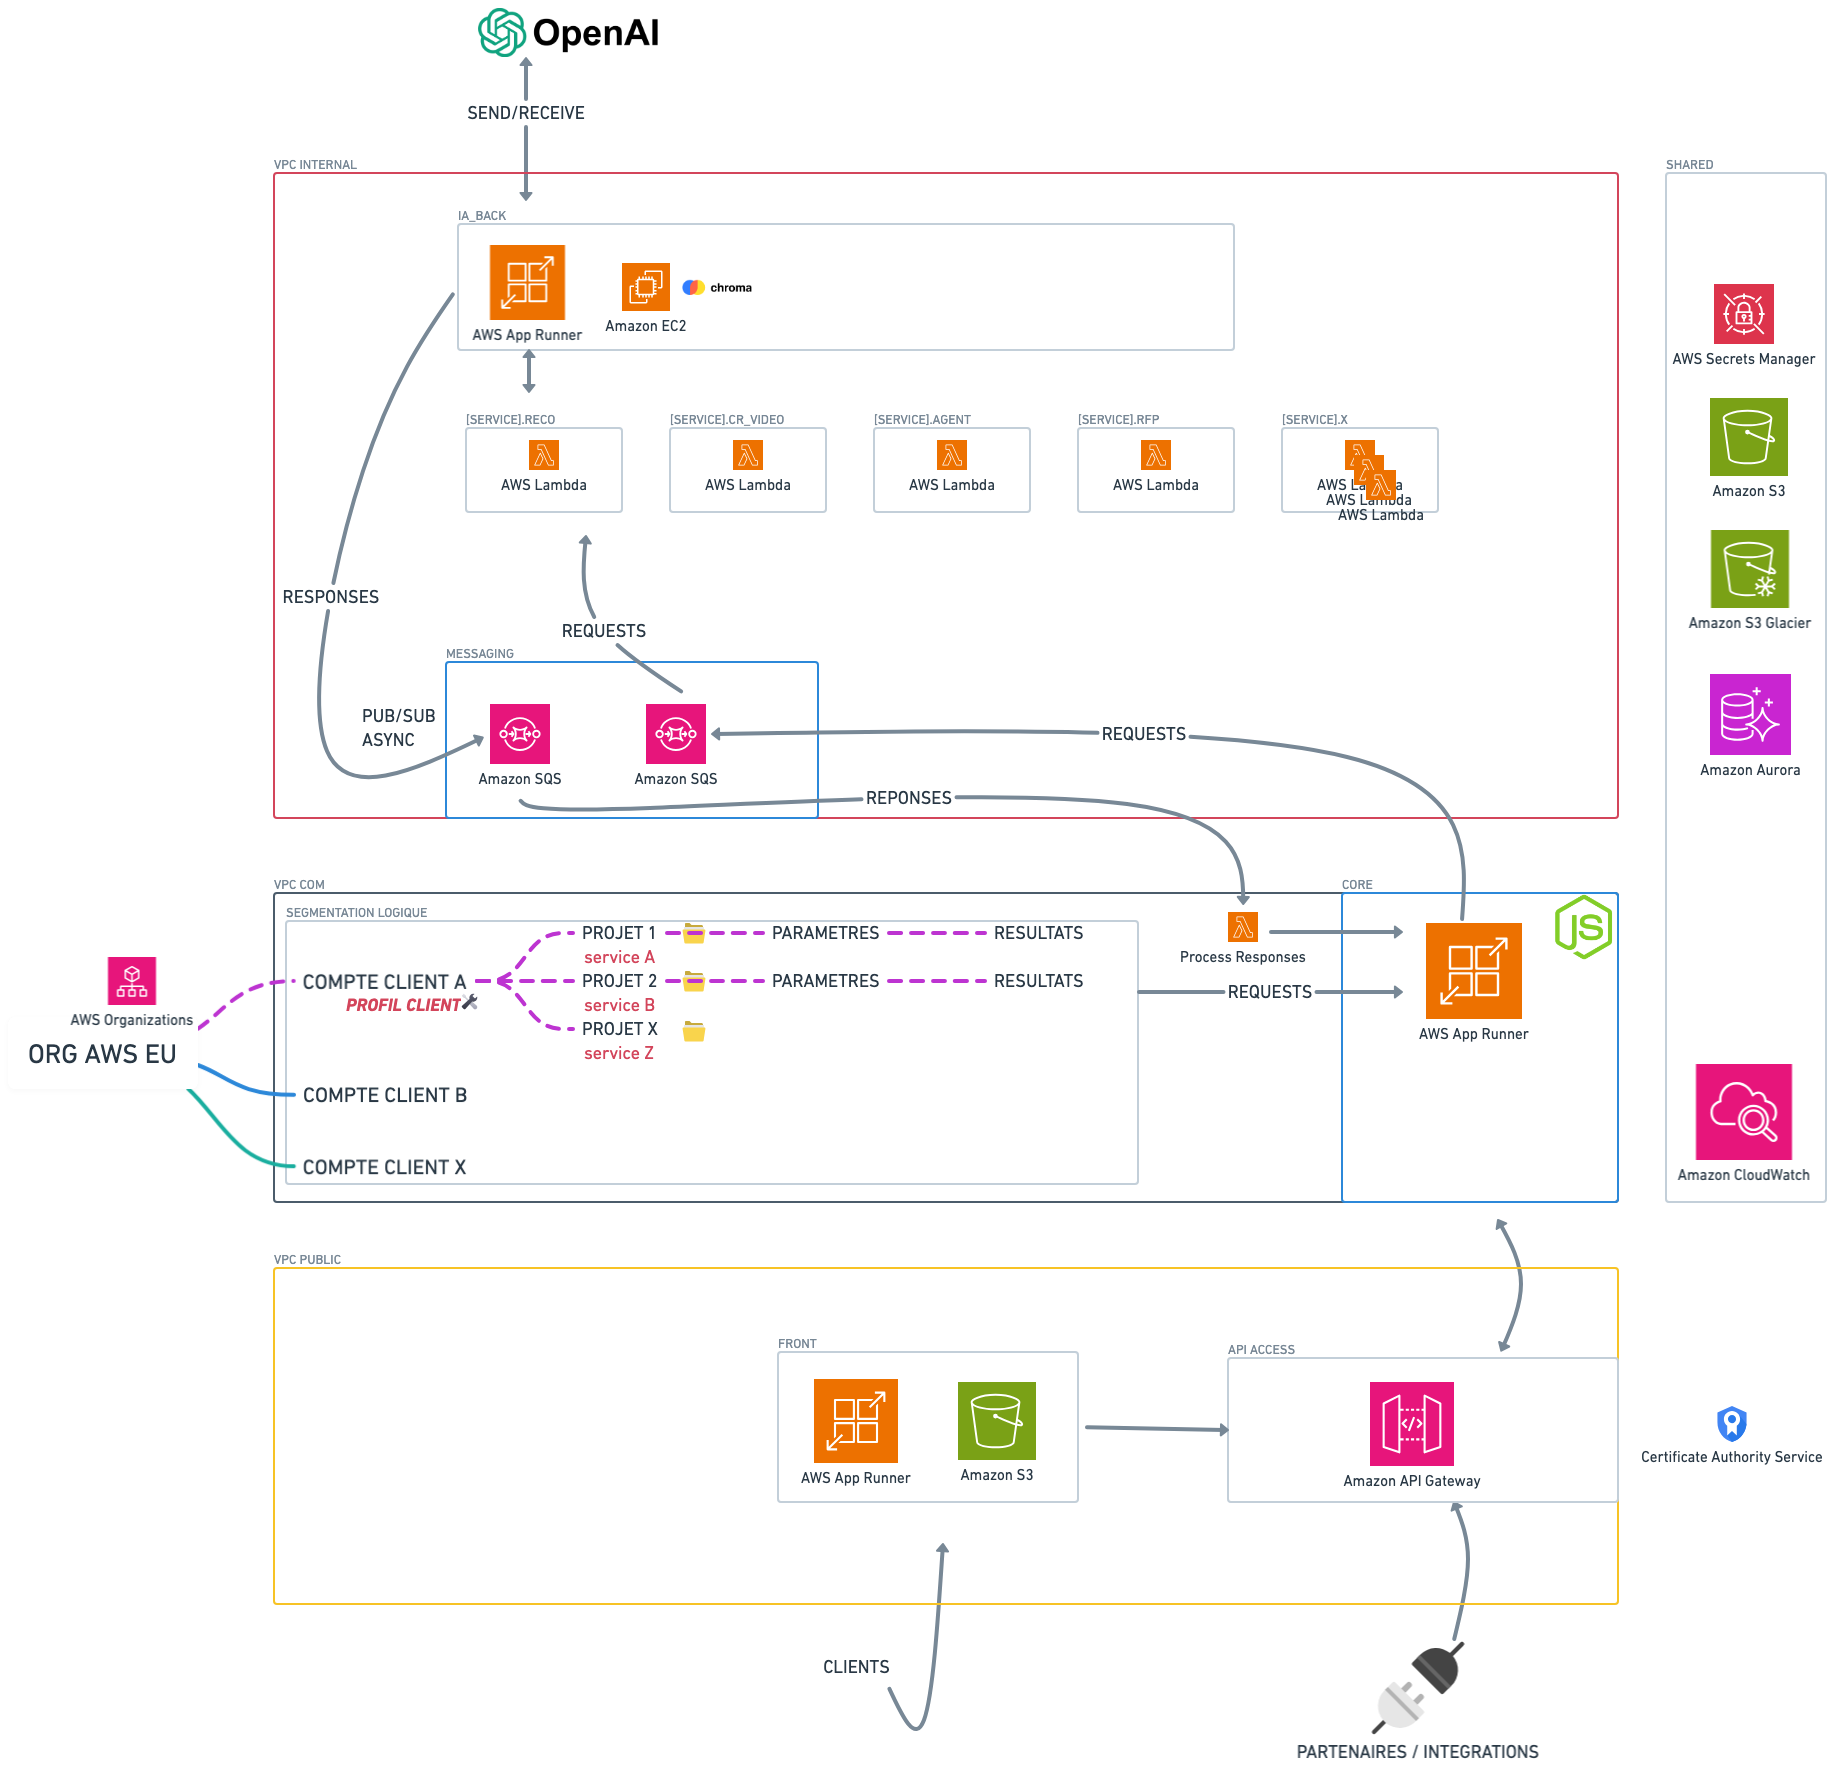 OpenAI
SEND/RECEIVE
VPC INTERNAL
SHARED
IA_BACK
AWS App Runner
Amazon EC2
chroma
AWS Secrets Manager
[SERVICE].RECO
[SERVICE].CR_VIDEO
[SERVICE].AGENT
[SERVICE].RFP
[SERVICE].X
AWS Lambda
AWS Lambda
AWS Lambda
AWS Lambda
AWS Lambda
AWS Lambda
AWS Lambda
Amazon S3
RESPONSES
Amazon S3 Glacier
REQUESTS
MESSAGING
PUB/SUB
ASYNC
REQUESTS
Amazon SQS
Amazon SQS
Amazon Aurora
REPONSES
VPC COM
CORE
SEGMENTATION LOGIQUE
PROJET 1
PARAMETRES
RESULTATS
service A
Process Responses
COMPTE CLIENT A
PROJET 2
PARAMETRES
RESULTATS
PROFIL CLIENT
service B
REQUESTS
JS
AWS Organizations
PROJET X
AWS App Runner
ORG AWS EU
service Z
COMPTE CLIENT B
COMPTE CLIENT X
Amazon CloudWatch
VPC PUBLIC
FRONT
API ACCESS
AWS App Runner
Amazon S3
Amazon API Gateway
Certificate Authority Service
CLIENTS
PARTENAIRES / INTEGRATIONS